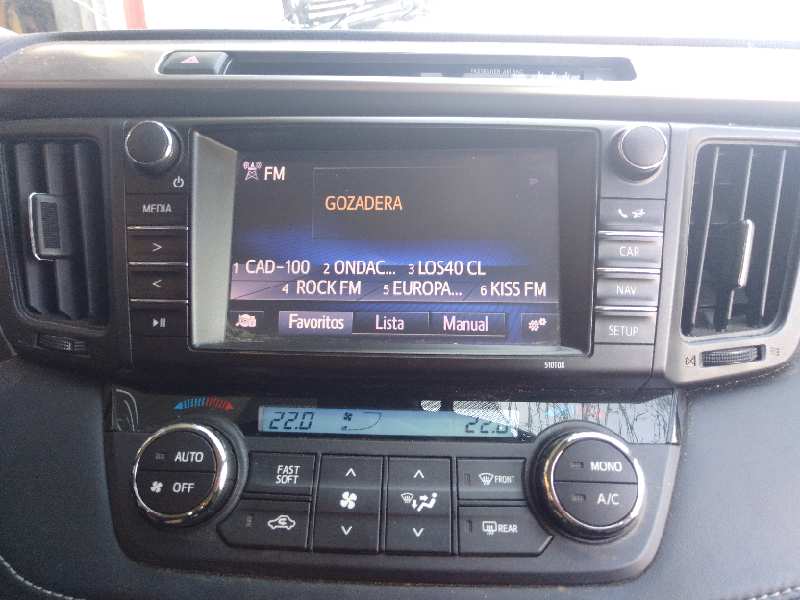 FM
GOZADERA
1 CAD-100 2 ONDAC... 3 LOS40 CL
4 ROCK FM 5 EUROPA... 6 KISS FM
Favoritos Lista Manual
MEDIA
>
<
CAR
NAV
SETUP
510TOX
22.0 22.0
AUTO
OFF
FAST
SOFT
FRONT
REAR
MONO
A/C